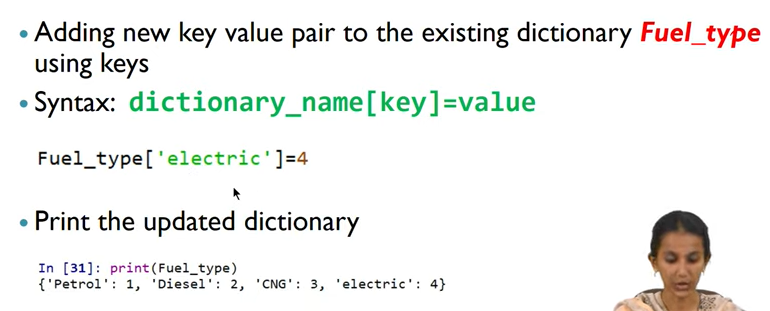 • Adding new key value pair to the existing dictionary Fuel_type
using keys
• Syntax: dictionary_name[key]=value
Fuel_type['electric']=4
• Print the updated dictionary
In [31]: print(Fuel_type)
{'Petrol': 1, 'Diesel': 2, 'CNG': 3, 'electric': 4}